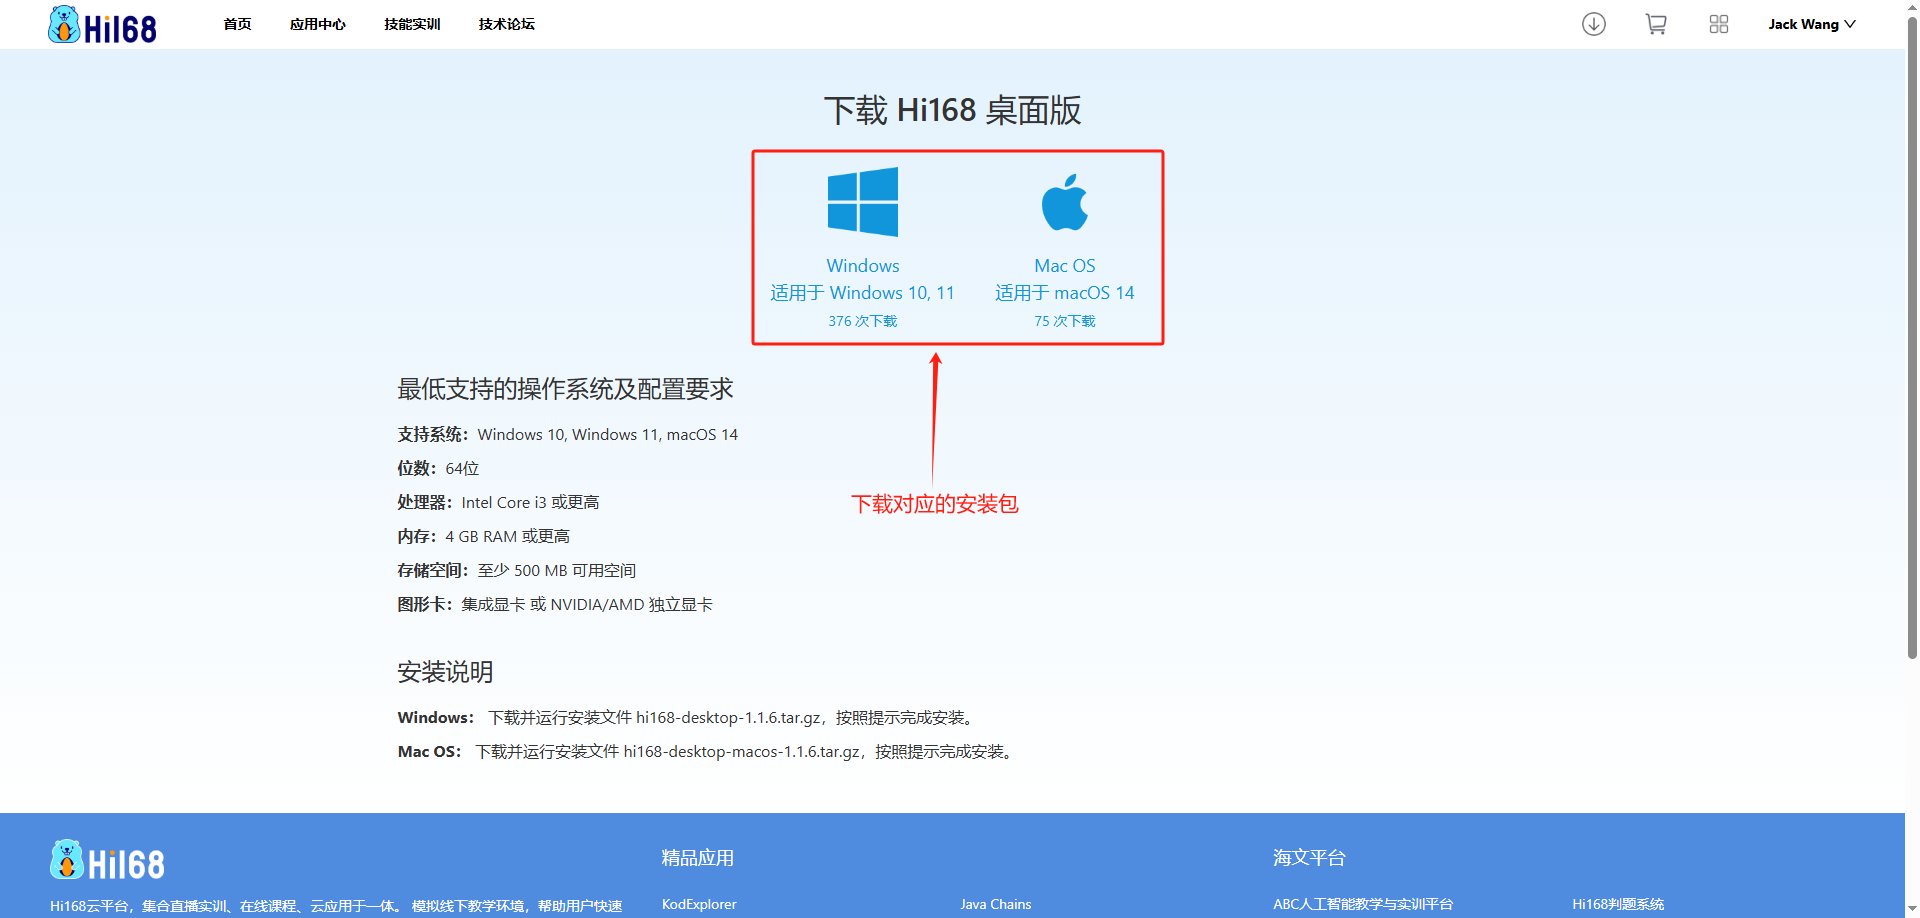 Hi168
首页
应用中心
技能实训
技术论坛
Jack Wang
下载 Hi168 桌面版
Windows
适用于 Windows 10, 11
376 次下载
Mac OS
适用于 macOS 14
75 次下载
下载对应的安装包
最低支持的操作系统及配置要求
支持系统：Windows 10, Windows 11, macOS 14
位数：64位
处理器：Intel Core i3 或更高
内存：4 GB RAM 或更高
存储空间：至少 500 MB 可用空间
图形卡：集成显卡 或 NVIDIA/AMD 独立显卡
安装说明
Windows： 下载并运行安装文件 hi168-desktop-1.1.6.tar.gz，按照提示完成安装。
Mac OS： 下载并运行安装文件 hi168-desktop-macos-1.1.6.tar.gz，按照提示完成安装。
Hi168
Hi168云平台，集合直播实训、在线课程、云应用于一体。 模拟线下教学环境，帮助用户快速
精品应用
KodExplorer
Java Chains
海文平台
ABC人工智能教学与实训平台
Hi168判题系统